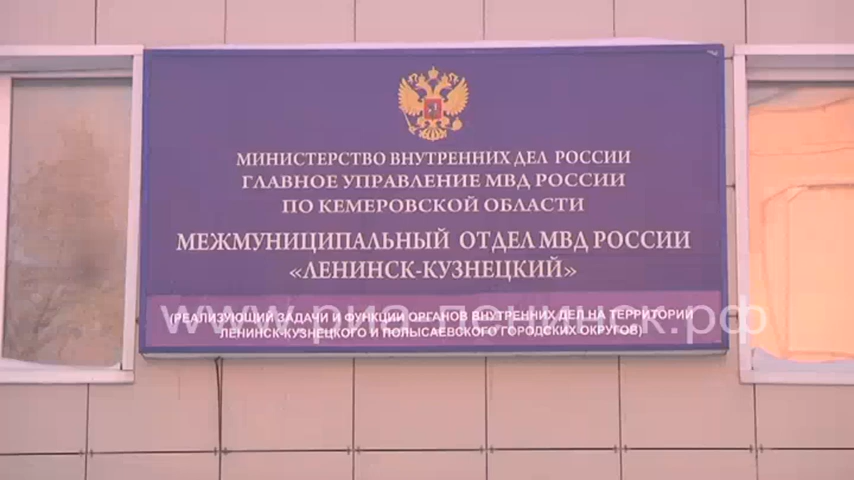 МИНИСТЕРСТВО ВНУТРЕННИХ ДЕЛ РОССИИ
ГЛАВНОЕ УПРАВЛЕНИЕ МВД РОССИИ
ПО КЕМЕРОВСКОЙ ОБЛАСТИ
МЕЖМУНИЦИПАЛЬНЫЙ ОТДЕЛ МВД РОССИИ
«ЛЕНИНСК-КУЗНЕЦКИЙ»
(РЕАЛИЗУЮЩИЙ ЗАДАЧИ И ФУНКЦИИ ОРГАНОВ ВНУТРЕННИХ ДЕЛ НА ТЕРРИТОРИИ
ЛЕНИНСК-КУЗНЕЦКОГО И ПОЛЫСАЕВСКОГО ГОРОДСКИХ ОКРУГОВ)
www.риа-ленинск.рф